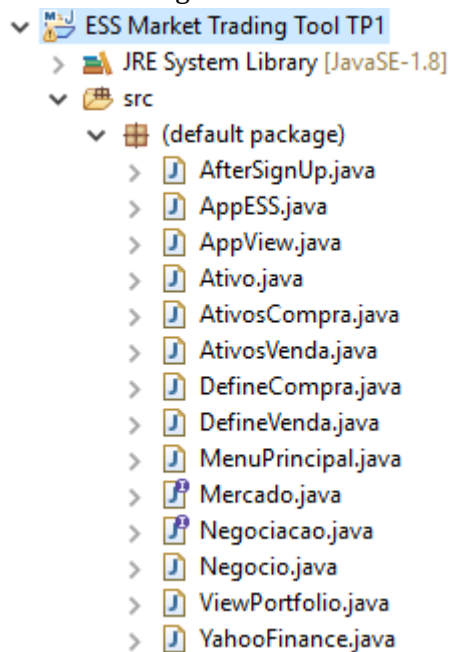 ESS Market Trading Tool TP1
JRE System Library [JavaSE-1.8]
src
(default package)
AfterSignUp.java
AppESS.java
AppView.java
Ativo.java
AtivosCompra.java
AtivosVenda.java
DefineCompra.java
DefineVenda.java
MenuPrincipal.java
Mercado.java
Negociacao.java
Negocio.java
ViewPortfolio.java
YahooFinance.java